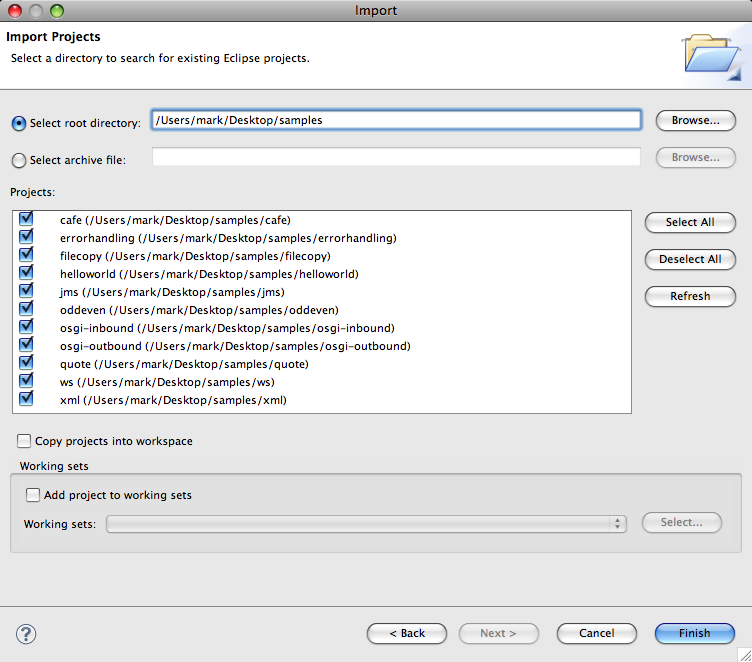 Import
Import Projects
Select a directory to search for existing Eclipse projects.
Select root directory: /Users/mark/Desktop/samples Browse...
Select archive file: Browse...
Projects:
cafe (/Users/mark/Desktop/samples/cafe)
errorhandling (/Users/mark/Desktop/samples/errorhandling)
filecopy (/Users/mark/Desktop/samples/filecopy)
helloworld (/Users/mark/Desktop/samples/helloworld)
jms (/Users/mark/Desktop/samples/jms)
oddeven (/Users/mark/Desktop/samples/oddeven)
osgi-inbound (/Users/mark/Desktop/samples/osgi-inbound)
osgi-outbound (/Users/mark/Desktop/samples/osgi-outbound)
quote (/Users/mark/Desktop/samples/quote)
ws (/Users/mark/Desktop/samples/ws)
xml (/Users/mark/Desktop/samples/xml)
Select All
Deselect All
Refresh
Copy projects into workspace
Working sets
Add project to working sets
Working sets: Select...
? < Back Next > Cancel Finish